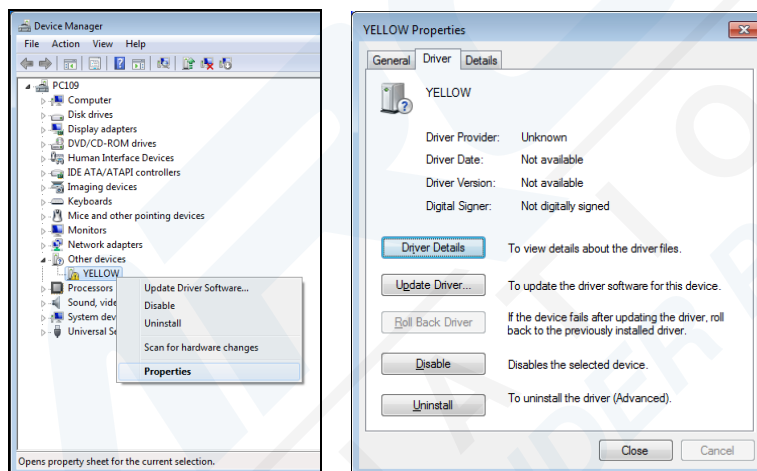 Device Manager
File Action View Help
PC109
Computer
Disk drives
Display adapters
DVD/CD-ROM drives
Human Interface Devices
IDE ATA/ATAPI controllers
Imaging devices
Keyboards
Mice and other pointing devices
Monitors
Network adapters
Other devices
YELLOW
Processors
Sound, vide
System dev
Universal Se
Update Driver Software...
Disable
Uninstall
Scan for hardware changes
Properties
Opens property sheet for the current selection.
YELLOW Properties
General Driver Details
YELLOW
Driver Provider: Unknown
Driver Date: Not available
Driver Version: Not available
Digital Signer: Not digitally signed
Driver Details To view details about the driver files.
Update Driver... To update the driver software for this device.
Roll Back Driver If the device fails after updating the driver, roll
back to the previously installed driver.
Disable Disables the selected device.
Uninstall To uninstall the driver (Advanced).
Close Cancel